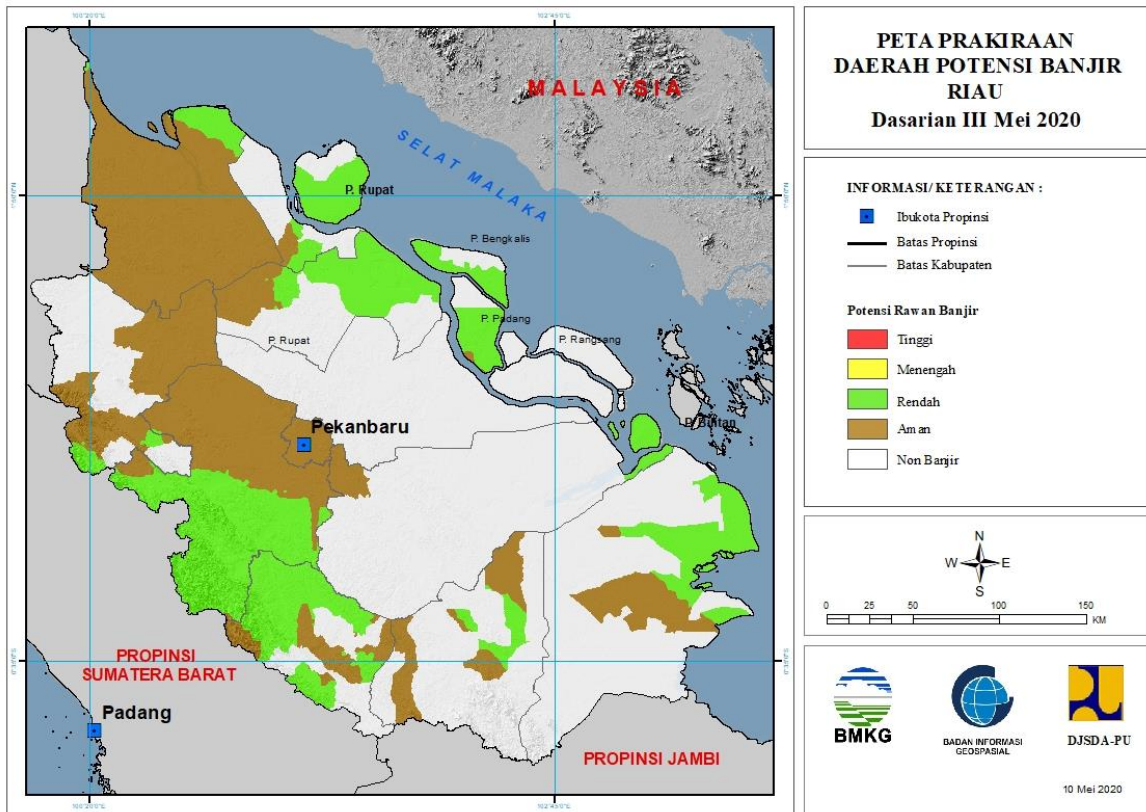 PETA PRAKIRAAN
DAERAH POTENSI BANJIR
RIAU
Dasarian III Mei 2020
INFORMASI/ KETERANGAN :
Ibukota Propinsi
Batas Propinsi
Batas Kabupaten
Potensi Rawan Banjir
Tinggi
Menengah
Rendah
Aman
Non Banjir
N
W E
S
0 25 50 100 150
KM
BMKG
BADAN INFORMASI
GEOSPASIAL
DJSDA-PU
10 Mei 2020
MALAYSIA
SELAT MALAKA
P. Rupat
P. Bengkalis
P. Padang
P. Rupat
P. Rangsang
P. Bintan
Pekanbaru
PROPINSI
SUMATERA BARAT
Padang
PROPINSI JAMBI